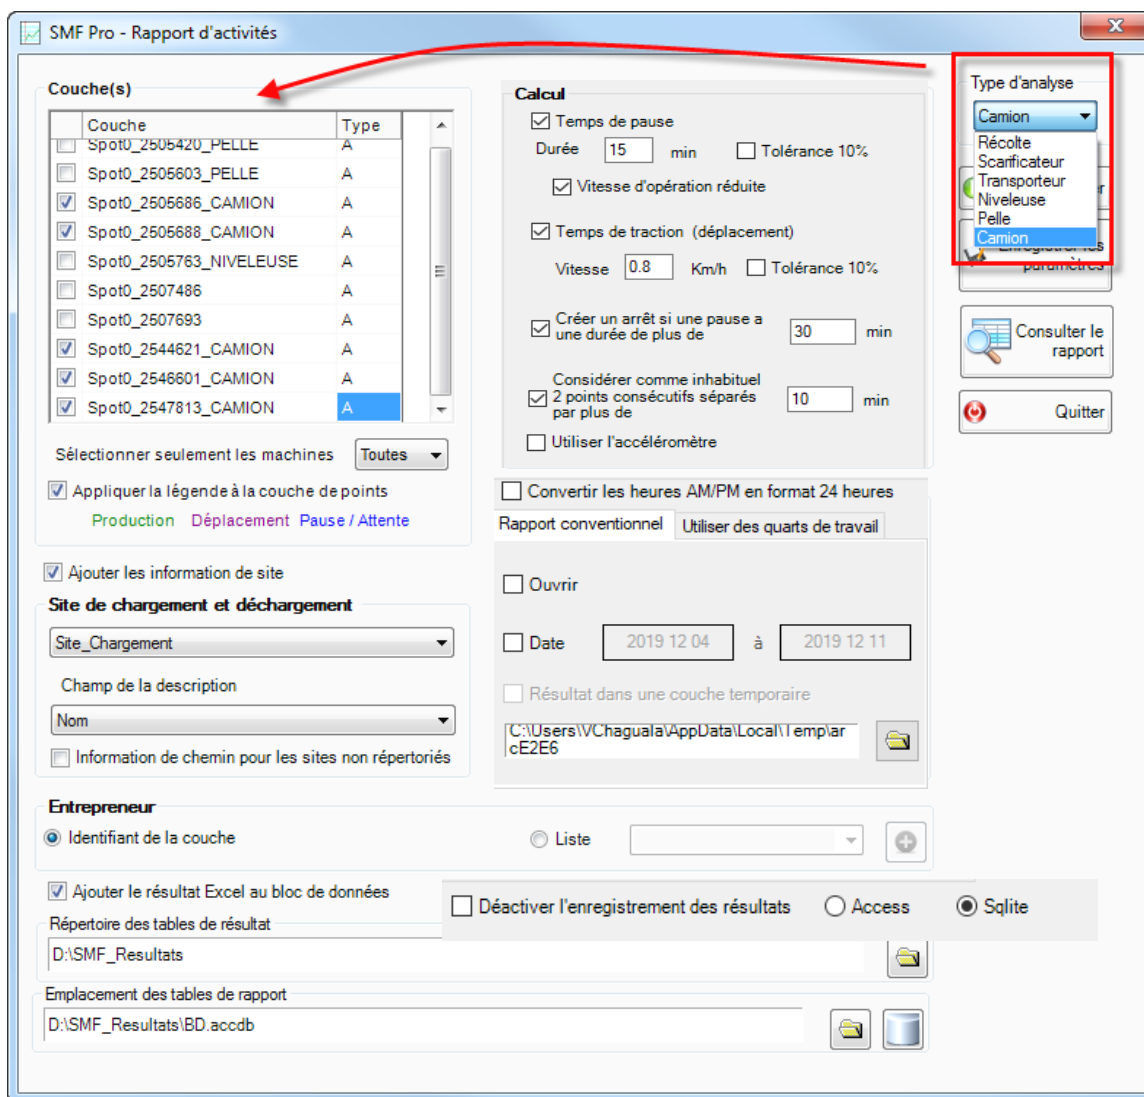 SMF Pro - Rapport d'activités
Couche(s)
Couche Type
Spot0_2505420_PELLE A
Spot0_2505603_PELLE A
Spot0_2505686_CAMION A
Spot0_2505688_CAMION A
Spot0_2505763_NIVELEUSE A
Spot0_2507486 A
Spot0_2507693 A
Spot0_2544621_CAMION A
Spot0_2546601_CAMION A
Spot0_2547813_CAMION A
Sélectionner seulement les machines Toutes
Appliquer la légende à la couche de points
Production Déplacement Pause / Attente
Ajouter les information de site
Site de chargement et déchargement
Site_Chargement
Champ de la description
Nom
Information de chemin pour les sites non répertoriés
Calcul
Temps de pause
Durée 15 min Tolérance 10%
Vitesse d'opération réduite
Temps de traction (déplacement)
Vitesse 0.8 Km/h Tolérance 10%
Créer un arrêt si une pause a
une durée de plus de 30 min
Considérer comme inhabituel
2 points consécutifs séparés
par plus de 10 min
Utiliser l'accéléromètre
Convertir les heures AM/PM en format 24 heures
Rapport conventionnel Utiliser des quarts de travail
Ouvrir
Date 2019 12 04 à 2019 12 11
Résultat dans une couche temporaire
C:\Users\VChaguala\AppData\Local\Temp\ar
cE2E6
Type d'analyse
Camion
Récolte
Scarificateur
Transporteur
Niveleuse
Pelle
Camion
Enregistrer les
paramètres
Consulter le
rapport
Quitter
Entrepreneur
Identifiant de la couche Liste
Ajouter le résultat Excel au bloc de données
Déactiver l'enregistrement des résultats Access Sqlite
Répertoire des tables de résultat
D:\SMF_Resultats
Emplacement des tables de rapport
D:\SMF_Resultats\BD.accdb